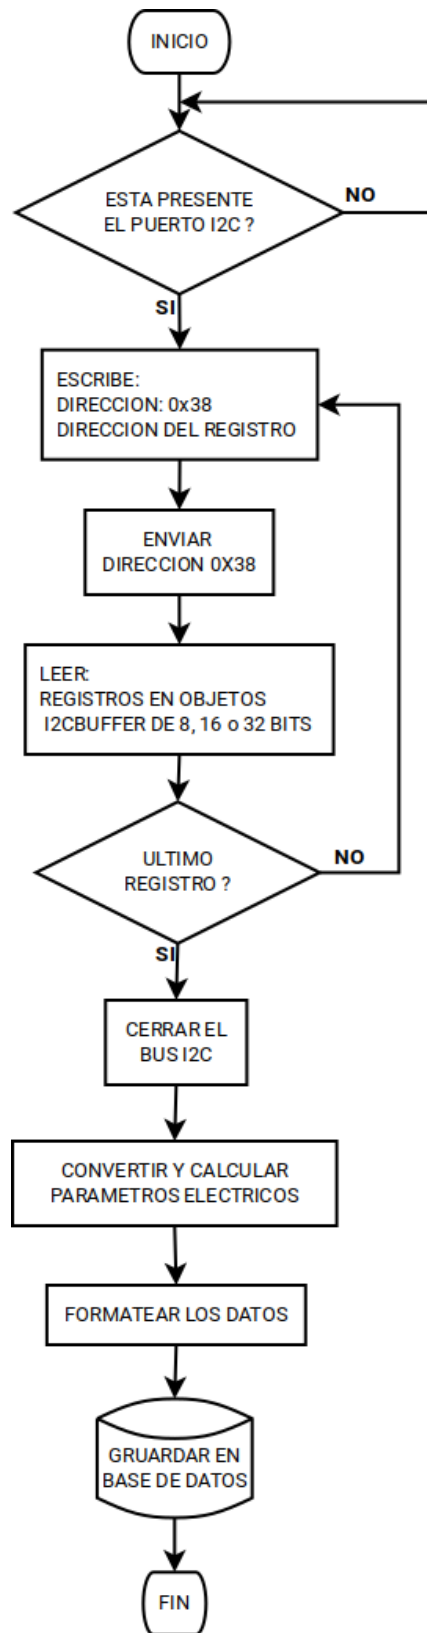 INICIO
ESTA PRESENTE
EL PUERTO I2C ?
NO
SI
ESCRIBE:
DIRECCION: 0x38
DIRECCION DEL REGISTRO
ENVIAR
DIRECCION 0X38
LEER:
REGISTROS EN OBJETOS
I2CBUFFER DE 8, 16 o 32 BITS
ULTIMO
REGISTRO ?
NO
SI
CERRAR EL
BUS I2C
CONVERTIR Y CALCULAR
PARAMETROS ELECTRICOS
FORMATEAR LOS DATOS
GRUARDAR EN
BASE DE DATOS
FIN